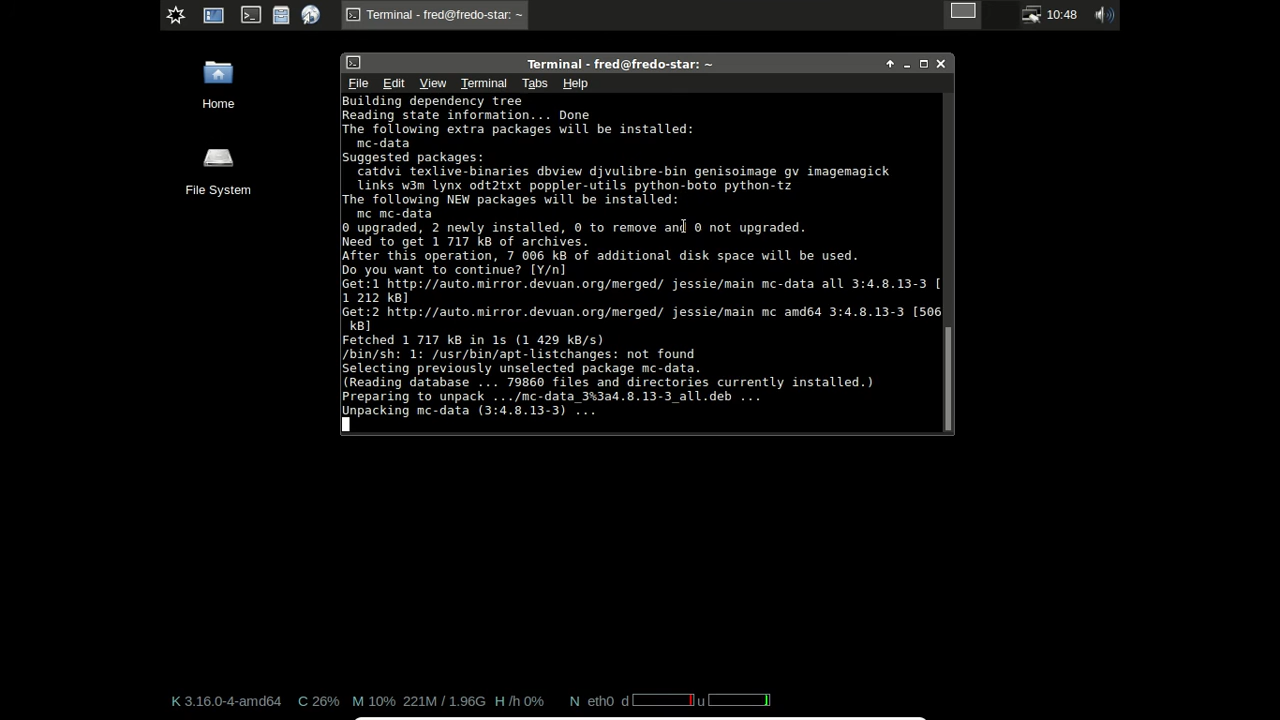 Terminal - fred@fredo-star: ~
10:48
Home
File System
Terminal - fred@fredo-star: ~
File Edit View Terminal Tabs Help
Building dependency tree
Reading state information... Done
The following extra packages will be installed:
  mc-data
Suggested packages:
  catdvi texlive-binaries dbview djvulibre-bin genisoimage gv imagemagick
  links w3m lynx odt2txt poppler-utils python-boto python-tz
The following NEW packages will be installed:
  mc mc-data
0 upgraded, 2 newly installed, 0 to remove and 0 not upgraded.
Need to get 1 717 kB of archives.
After this operation, 7 006 kB of additional disk space will be used.
Do you want to continue? [Y/n]
Get:1 http://auto.mirror.devuan.org/merged/ jessie/main mc-data all 3:4.8.13-3 [
1 212 kB]
Get:2 http://auto.mirror.devuan.org/merged/ jessie/main mc amd64 3:4.8.13-3 [506
 kB]
Fetched 1 717 kB in 1s (1 429 kB/s)
/bin/sh: 1: /usr/bin/apt-listchanges: not found
Selecting previously unselected package mc-data.
(Reading database ... 79860 files and directories currently installed.)
Preparing to unpack .../mc-data_3%3a4.8.13-3_all.deb ...
Unpacking mc-data (3:4.8.13-3) ...
K 3.16.0-4-amd64 C 26% M 10% 221M / 1.96G H /h 0% N eth0 d u